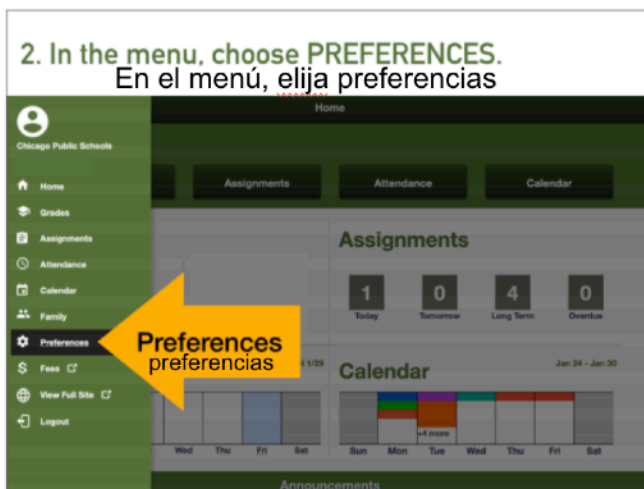 2. In the menu, choose PREFERENCES.
En el menú, elija preferencias
Home
Chicago Public Schools
Home
Grades
Assignments
Attendance
Calendar
Family
Preferences
Fees
View Full Site
Logout
Assignments
Attendance
Calendar
Assignments
1
0
4
0
Today
Tomorrow
Long Term
Overdue
Preferences
preferencias
1/29
Calendar
Jan 24 - Jan 30
+4 more
Wed
Thu
Fri
Sat
Sun
Mon
Tue
Wed
Thu
Fri
Sat
Announcements